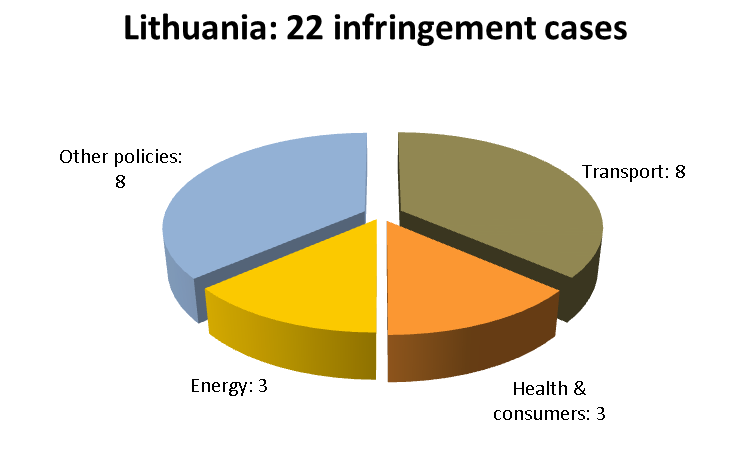 Lithuania: 22 infringement cases
Other policies:
8
Transport: 8
Energy: 3
Health &
consumers: 3